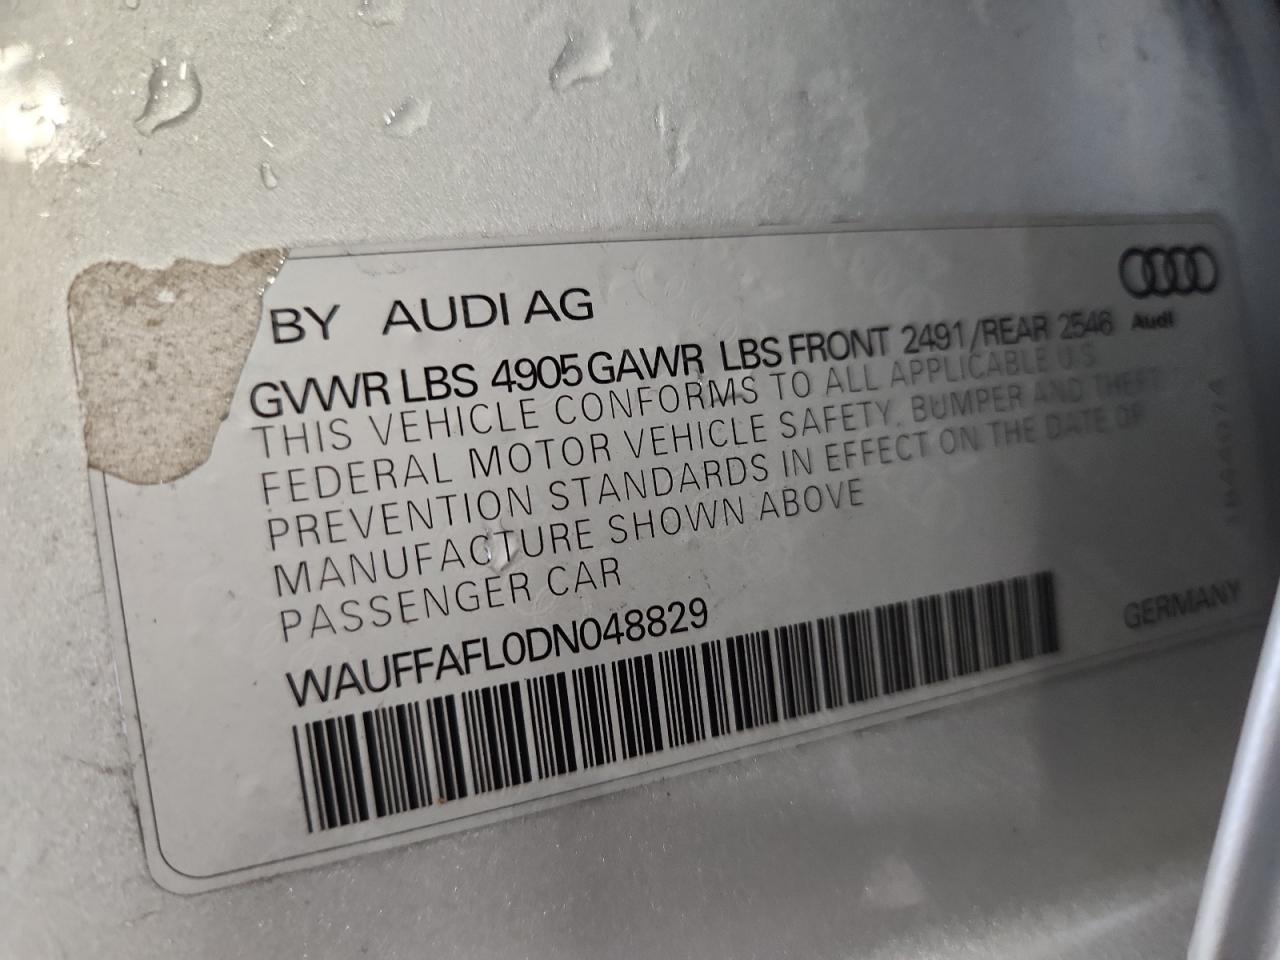 BY AUDI AG
GVWR LBS 4905 GAWR LBS FRONT 2491/REAR 2546
Audi
THIS VEHICLE CONFORMS TO ALL APPLICABLE U.S.
FEDERAL MOTOR VEHICLE SAFETY, BUMPER AND THEFT
PREVENTION STANDARDS IN EFFECT ON THE DATE OF
MANUFACTURE SHOWN ABOVE
PASSENGER CAR
WAUFFAFL0DN048829
GERMANY